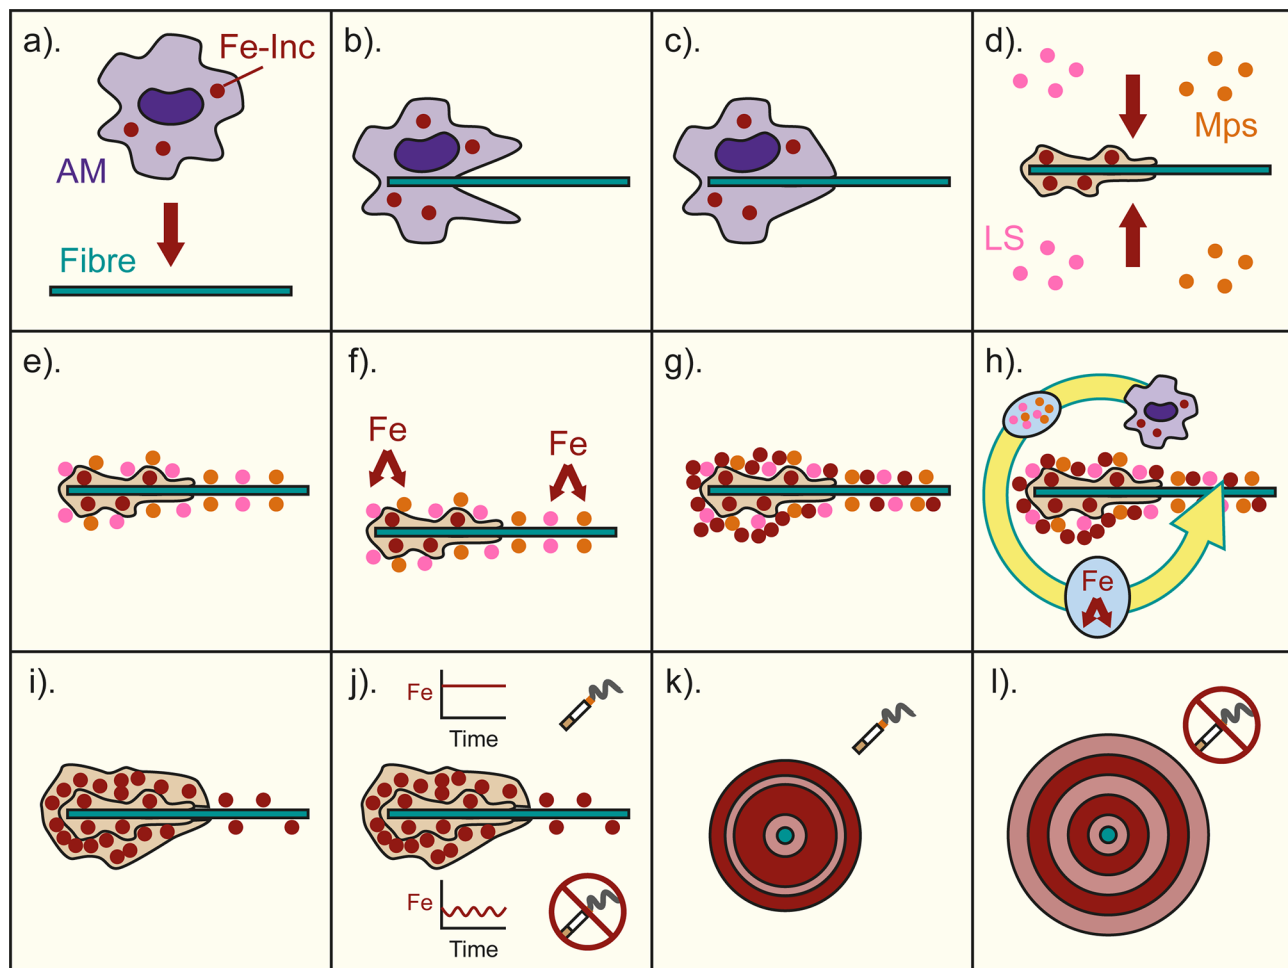 a).
Fe-Inc
AM
Fibre
b).
c).
d).
Mps
LS
e).
f).
Fe
Fe
g).
h).
Fe
i).
j).
Fe
Time
Fe
Time
k).
l).